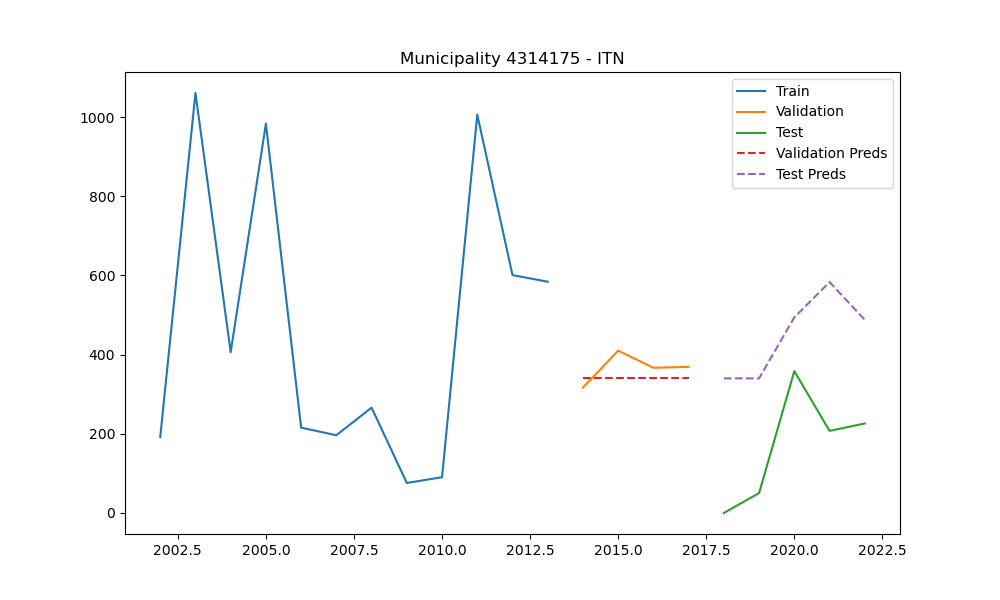 Municipality 4314175 - ITN
Train
Validation
Test
Validation Preds
Test Preds
1000
800
600
400
200
0
2002.5 2005.0 2007.5 2010.0 2012.5 2015.0 2017.5 2020.0 2022.5